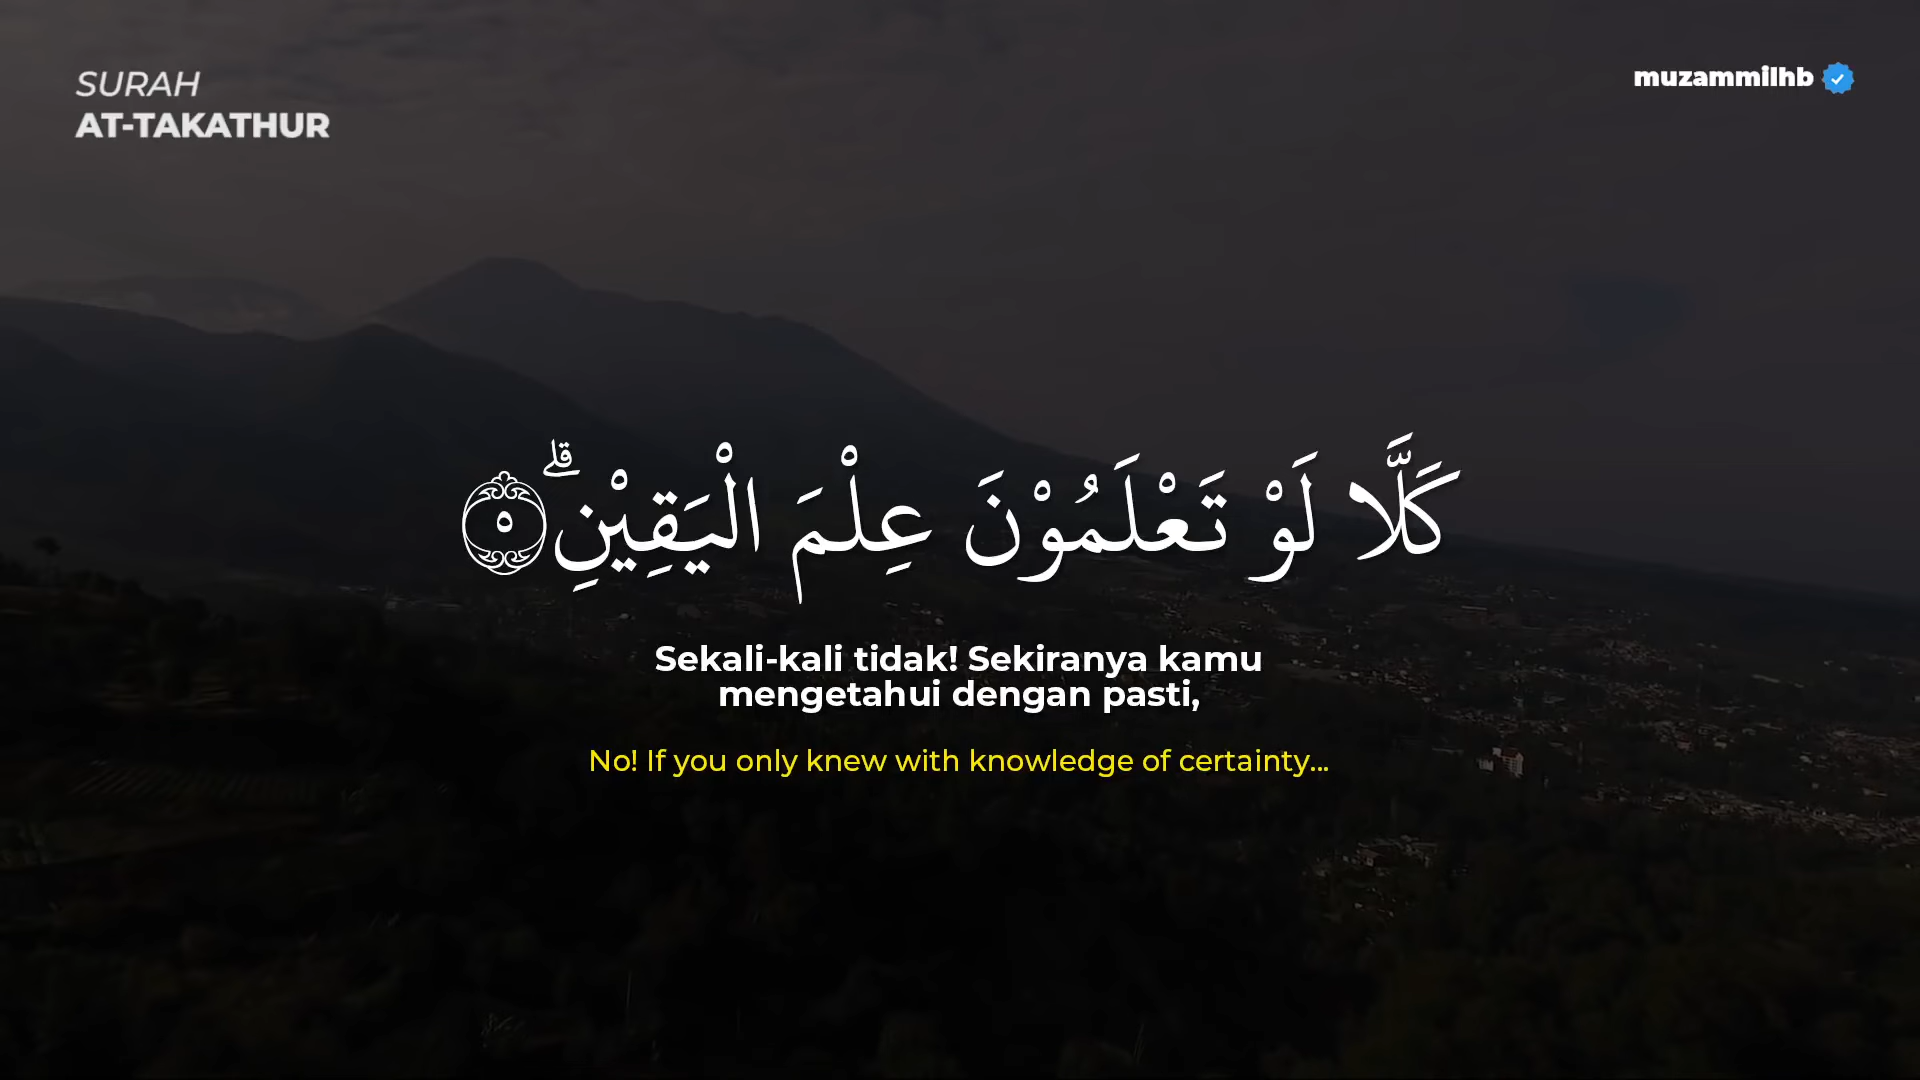 SURAH
AT-TAKATHUR
muzammilhb
كَلَّا لَوْ تَعْلَمُوْنَ عِلْمَ الْيَقِيْنِۗ ٥
Sekali-kali tidak! Sekiranya kamu
mengetahui dengan pasti,
No! If you only knew with knowledge of certainty...